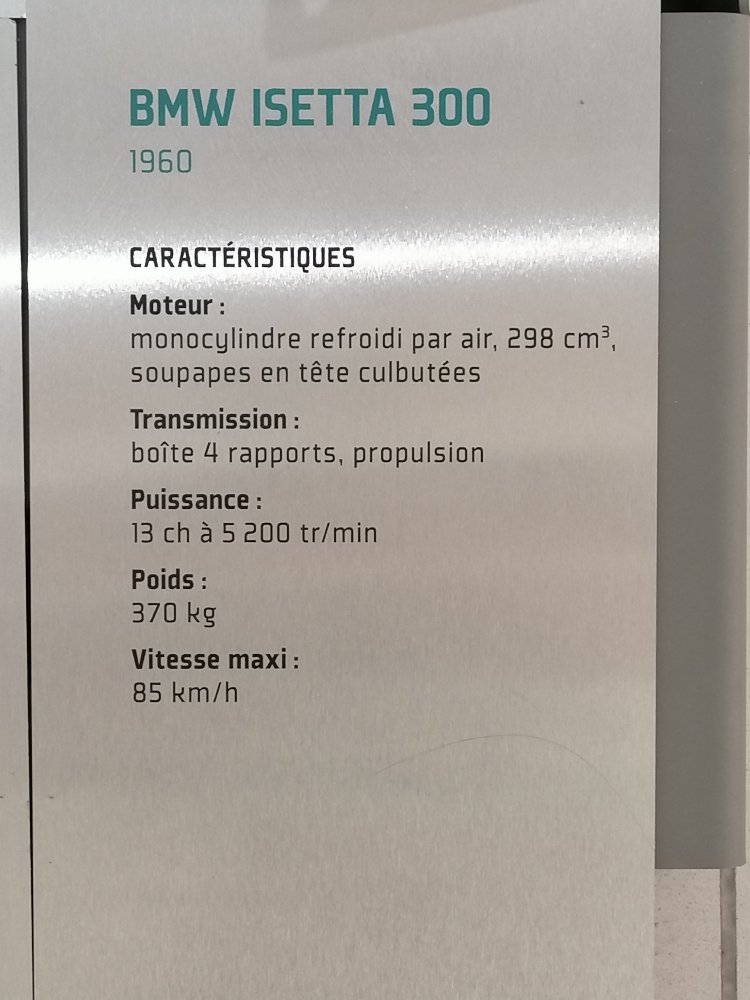 BMW ISETTA 300
1960
CARACTÉRISTIQUES
Moteur :
monocylindre refroidi par air, 298 cm³,
soupapes en tête culbutées
Transmission :
boîte 4 rapports, propulsion
Puissance :
13 ch à 5 200 tr/min
Poids :
370 kg
Vitesse maxi :
85 km/h